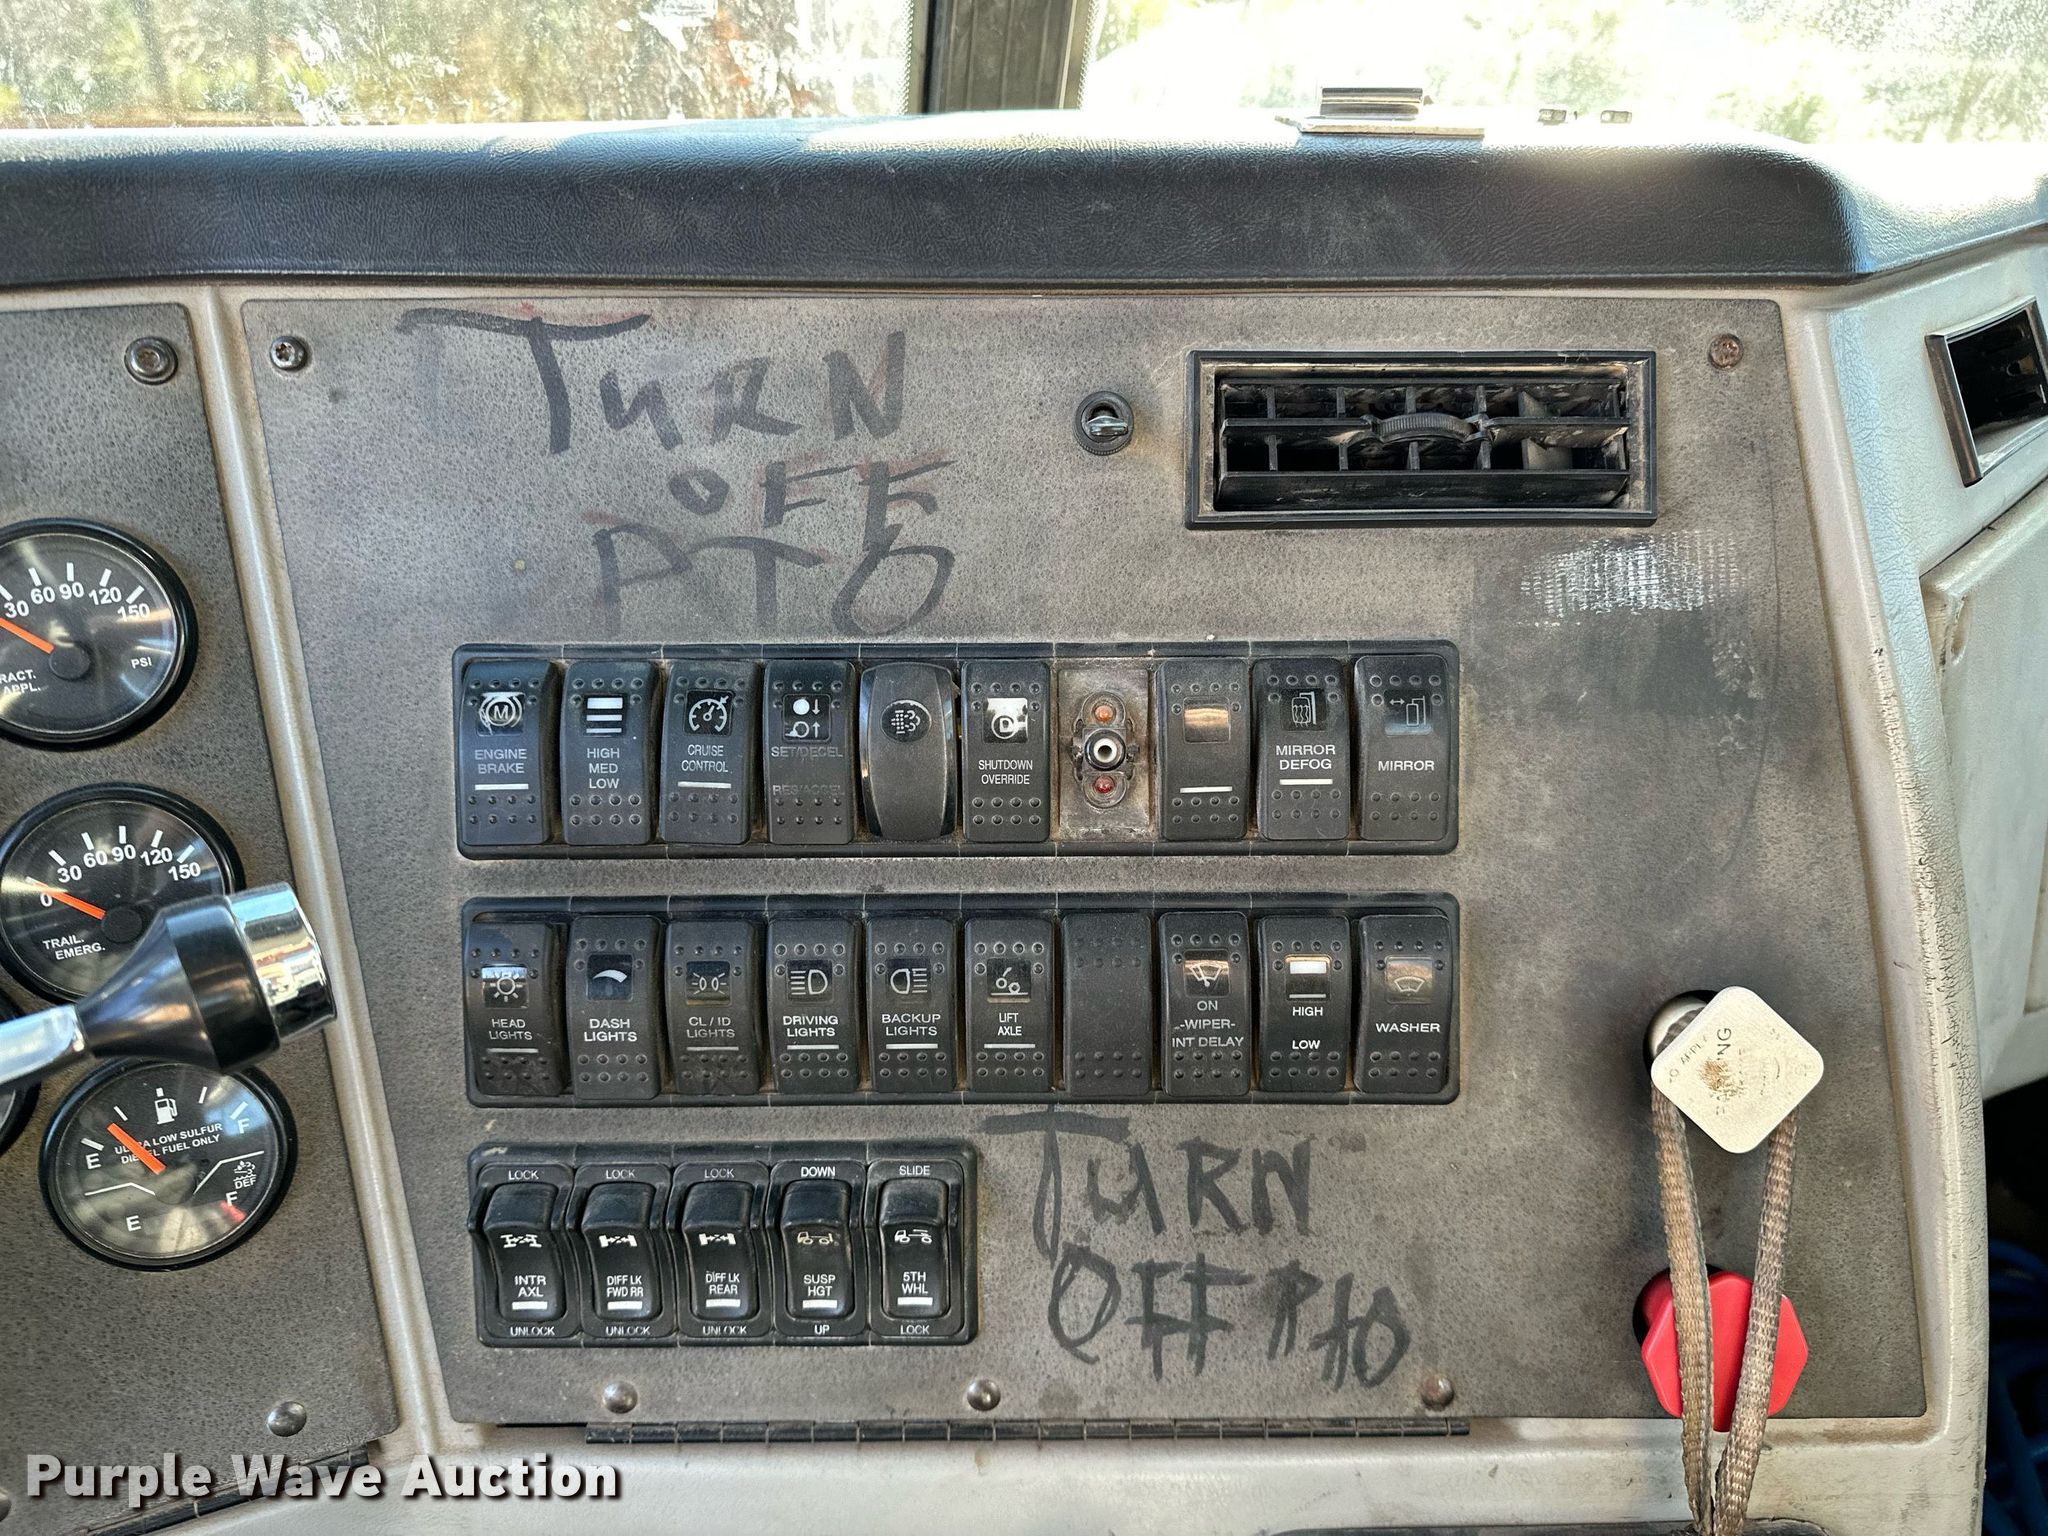 TURN
OFF
PTO
30 60 90 120 150
PSI
RACT.
APPL.
ENGINE
BRAKE
HIGH
MED
LOW
CRUISE
CONTROL
SET/DECEL
RES/ACCEL
D
SHUTDOWN
OVERRIDE
MIRROR
DEFOG
MIRROR
0 30 60 90 120 150
TRAIL.
EMERG.
HEAD
LIGHTS
DASH
LIGHTS
CL/ID
LIGHTS
DRIVING
LIGHTS
BACKUP
LIGHTS
LIFT
AXLE
ON
-WIPER-
INT DELAY
HIGH
LOW
WASHER
E F
ULTRA LOW SULFUR
DIESEL FUEL ONLY
DEF
E F
LOCK
INTR
AXL
UNLOCK
LOCK
DIFF LK
FWD RR
UNLOCK
LOCK
DIFF LK
REAR
UNLOCK
DOWN
SUSP
HGT
UP
SLIDE
5TH
WHL
LOCK
TURN
OFF PTO
Purple Wave Auction